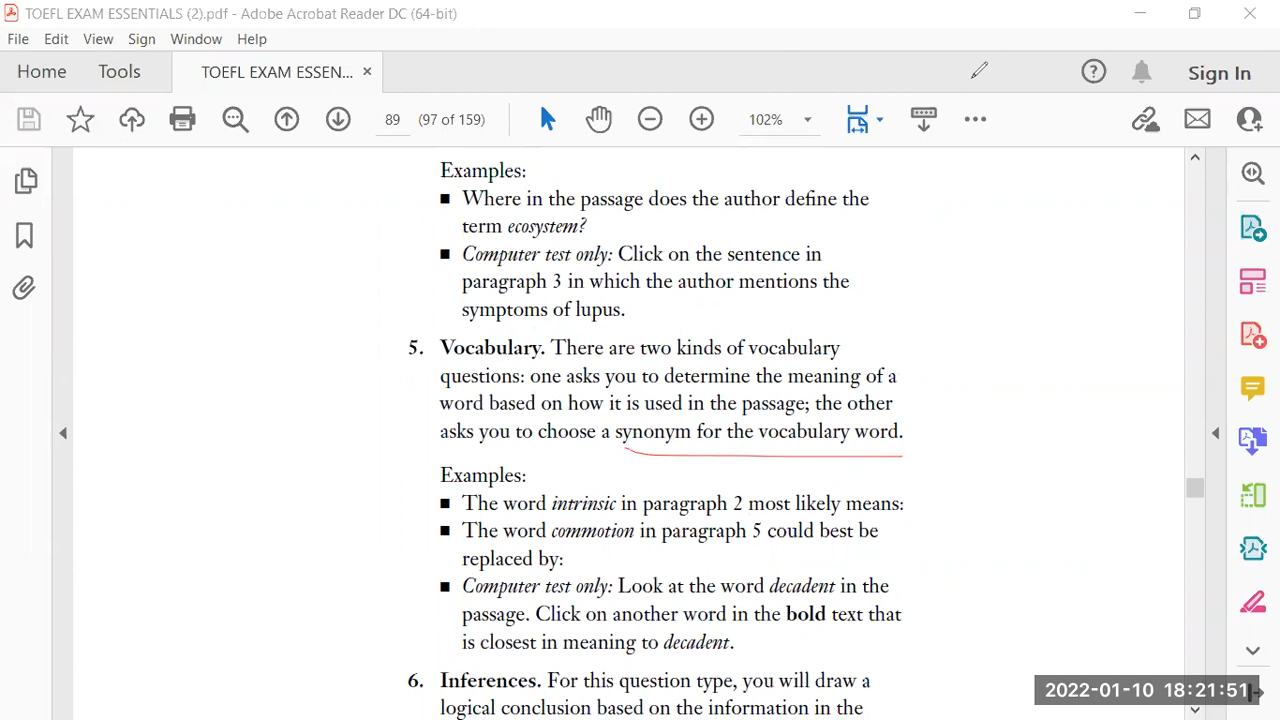 TOEFL EXAM ESSENTIALS (2).pdf - Adobe Acrobat Reader DC (64-bit)
File Edit View Sign Window Help
Home Tools TOEFL EXAM ESSEN... Sign In
89 (97 of 159) 102%
Examples:
■ Where in the passage does the author define the
term ecosystem?
■ Computer test only: Click on the sentence in
paragraph 3 in which the author mentions the
symptoms of lupus.
5. Vocabulary. There are two kinds of vocabulary
questions: one asks you to determine the meaning of a
word based on how it is used in the passage; the other
asks you to choose a synonym for the vocabulary word.
Examples:
■ The word intrinsic in paragraph 2 most likely means:
■ The word commotion in paragraph 5 could best be
replaced by:
■ Computer test only: Look at the word decadent in the
passage. Click on another word in the bold text that
is closest in meaning to decadent.
6. Inferences. For this question type, you will draw a
logical conclusion based on the information in the
2022-01-10 18:21:51